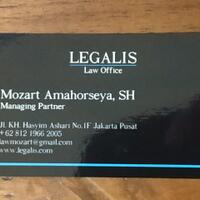 LEGALIS
Law Office
Mozart Amahorseya, SH
Managing Partner
Jl. KH. Hasyim Ashari No.1F Jakarta Pusat
+ 62 812 1966 2005
lawmozart@gmail.com
www.legalis.com